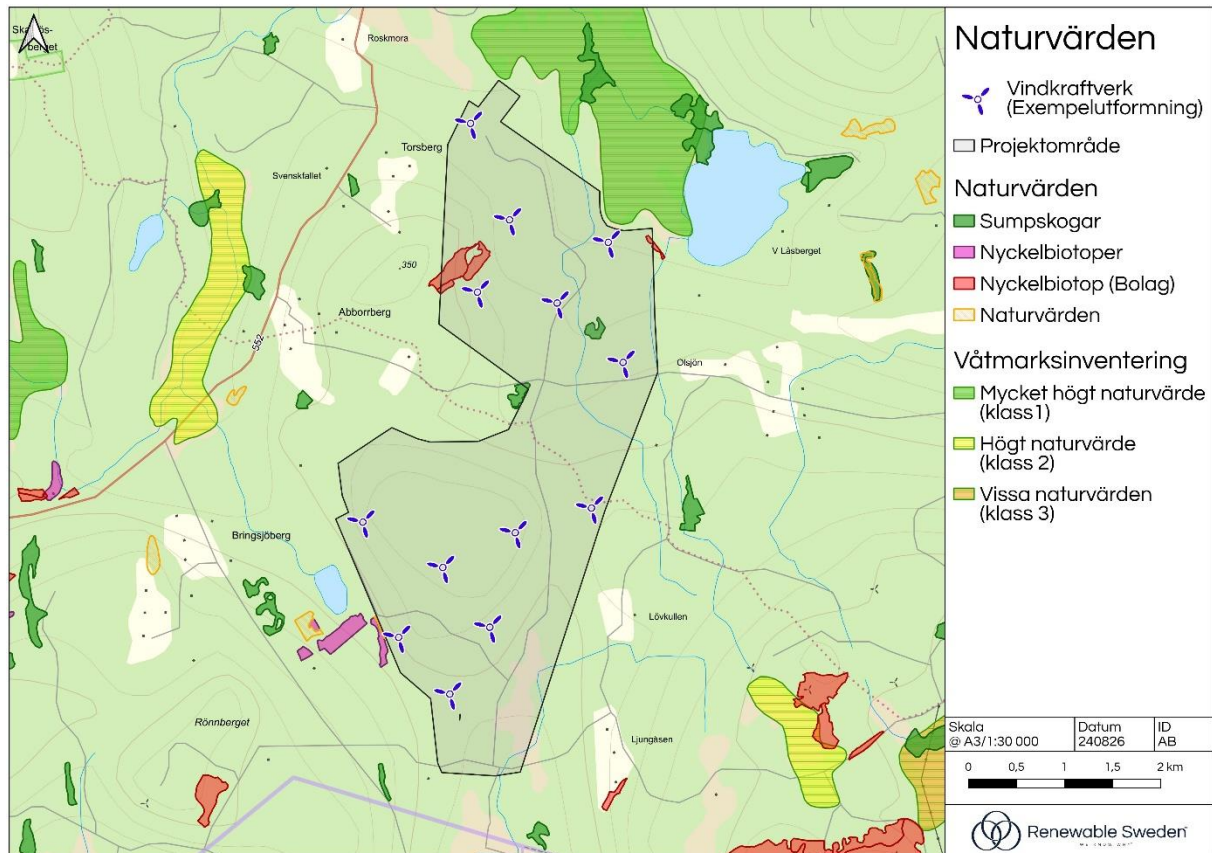 Naturvärden
Vindkraftverk
(Exempelutformning)
Projektområde
Naturvärden
Sumpskogar
Nyckelbiotoper
Nyckelbiotop (Bolag)
Naturvärden
Våtmarksinventering
Mycket högt naturvärde
(klass1)
Högt naturvärde
(klass 2)
Vissa naturvärden
(klass 3)
Skala
@ A3/1:30 000
Datum
240826
ID
AB
0 0,5 1 1,5 2 km
Renewable Sweden
Roskmora
Torsberg
Svenskfallet
V Låsberget
350
Abborrberg
552
Olsjön
Bringsjöberg
Lövkullen
Rönnberget
Ljungåsen
berget